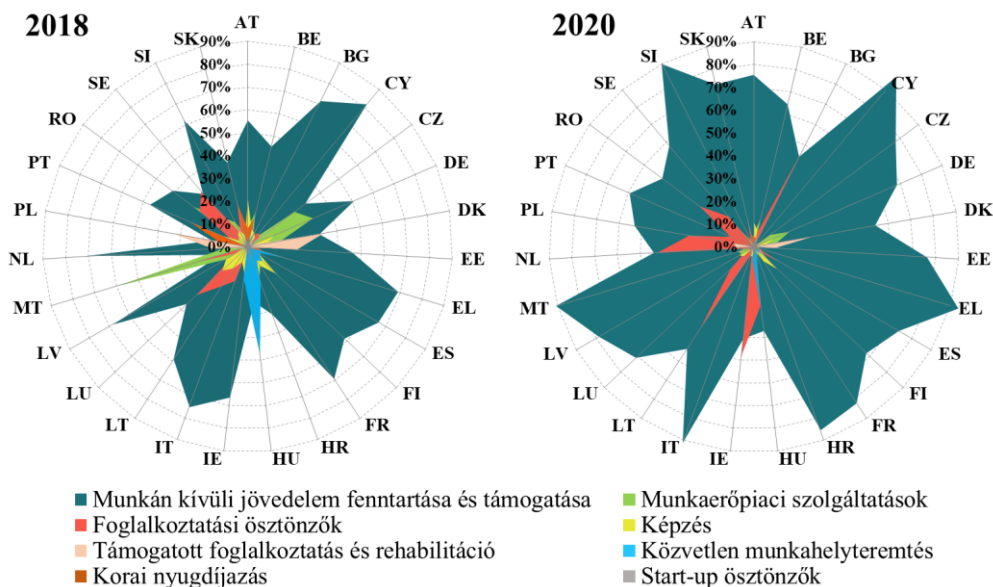 2018
AT
BE
BG
CY
CZ
DE
DK
EE
EL
ES
FI
FR
HR
HU
IE
IT
LT
LU
LV
MT
NL
PL
PT
RO
SE
SI
SK
90%
80%
70%
60%
50%
40%
30%
20%
10%
0%
2020
AT
BE
BG
CY
CZ
DE
DK
EE
EL
ES
FI
FR
HR
HU
IE
IT
LT
LU
LV
MT
NL
PL
PT
RO
SE
SI
SK
90%
80%
70%
60%
50%
40%
30%
20%
10%
0%
Munkán kívüli jövedelem fenntartása és támogatása
Munkaerőpiaci szolgáltatások
Foglalkoztatási ösztönzők
Képzés
Támogatott foglalkoztatás és rehabilitáció
Közvetlen munkahelyteremtés
Korai nyugdíjazás
Start-up ösztönzők